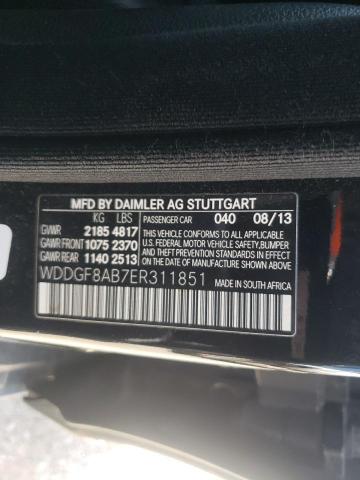 MFD BY DAIMLER AG STUTTGART
KG LBS PASSENGER CAR 040 08/13
GVWR 2185 4817 THIS VEHICLE CONFORMS TO ALL APPLICABLE
GAWR FRONT 1075 2370 U.S. FEDERAL MOTOR VEHICLE SAFETY, BUMPER,
GAWR REAR 1140 2513 AND THEFT PREVENTION STANDARDS IN EFFECT ON THE DATE OF MANUFACTURE SHOWN ABOVE.
WDDGF8AB7ER311851 MADE IN SOUTH AFRICA